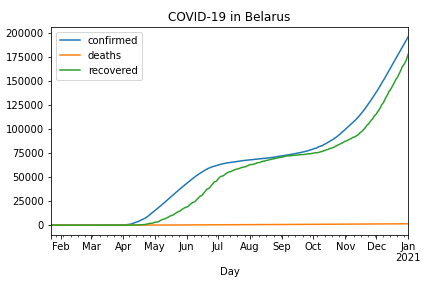 COVID-19 in Belarus
confirmed
deaths
recovered
200000
175000
150000
125000
100000
75000
50000
25000
0
Feb Mar Apr May Jun Jul Aug Sep Oct Nov Dec Jan
2021
Day